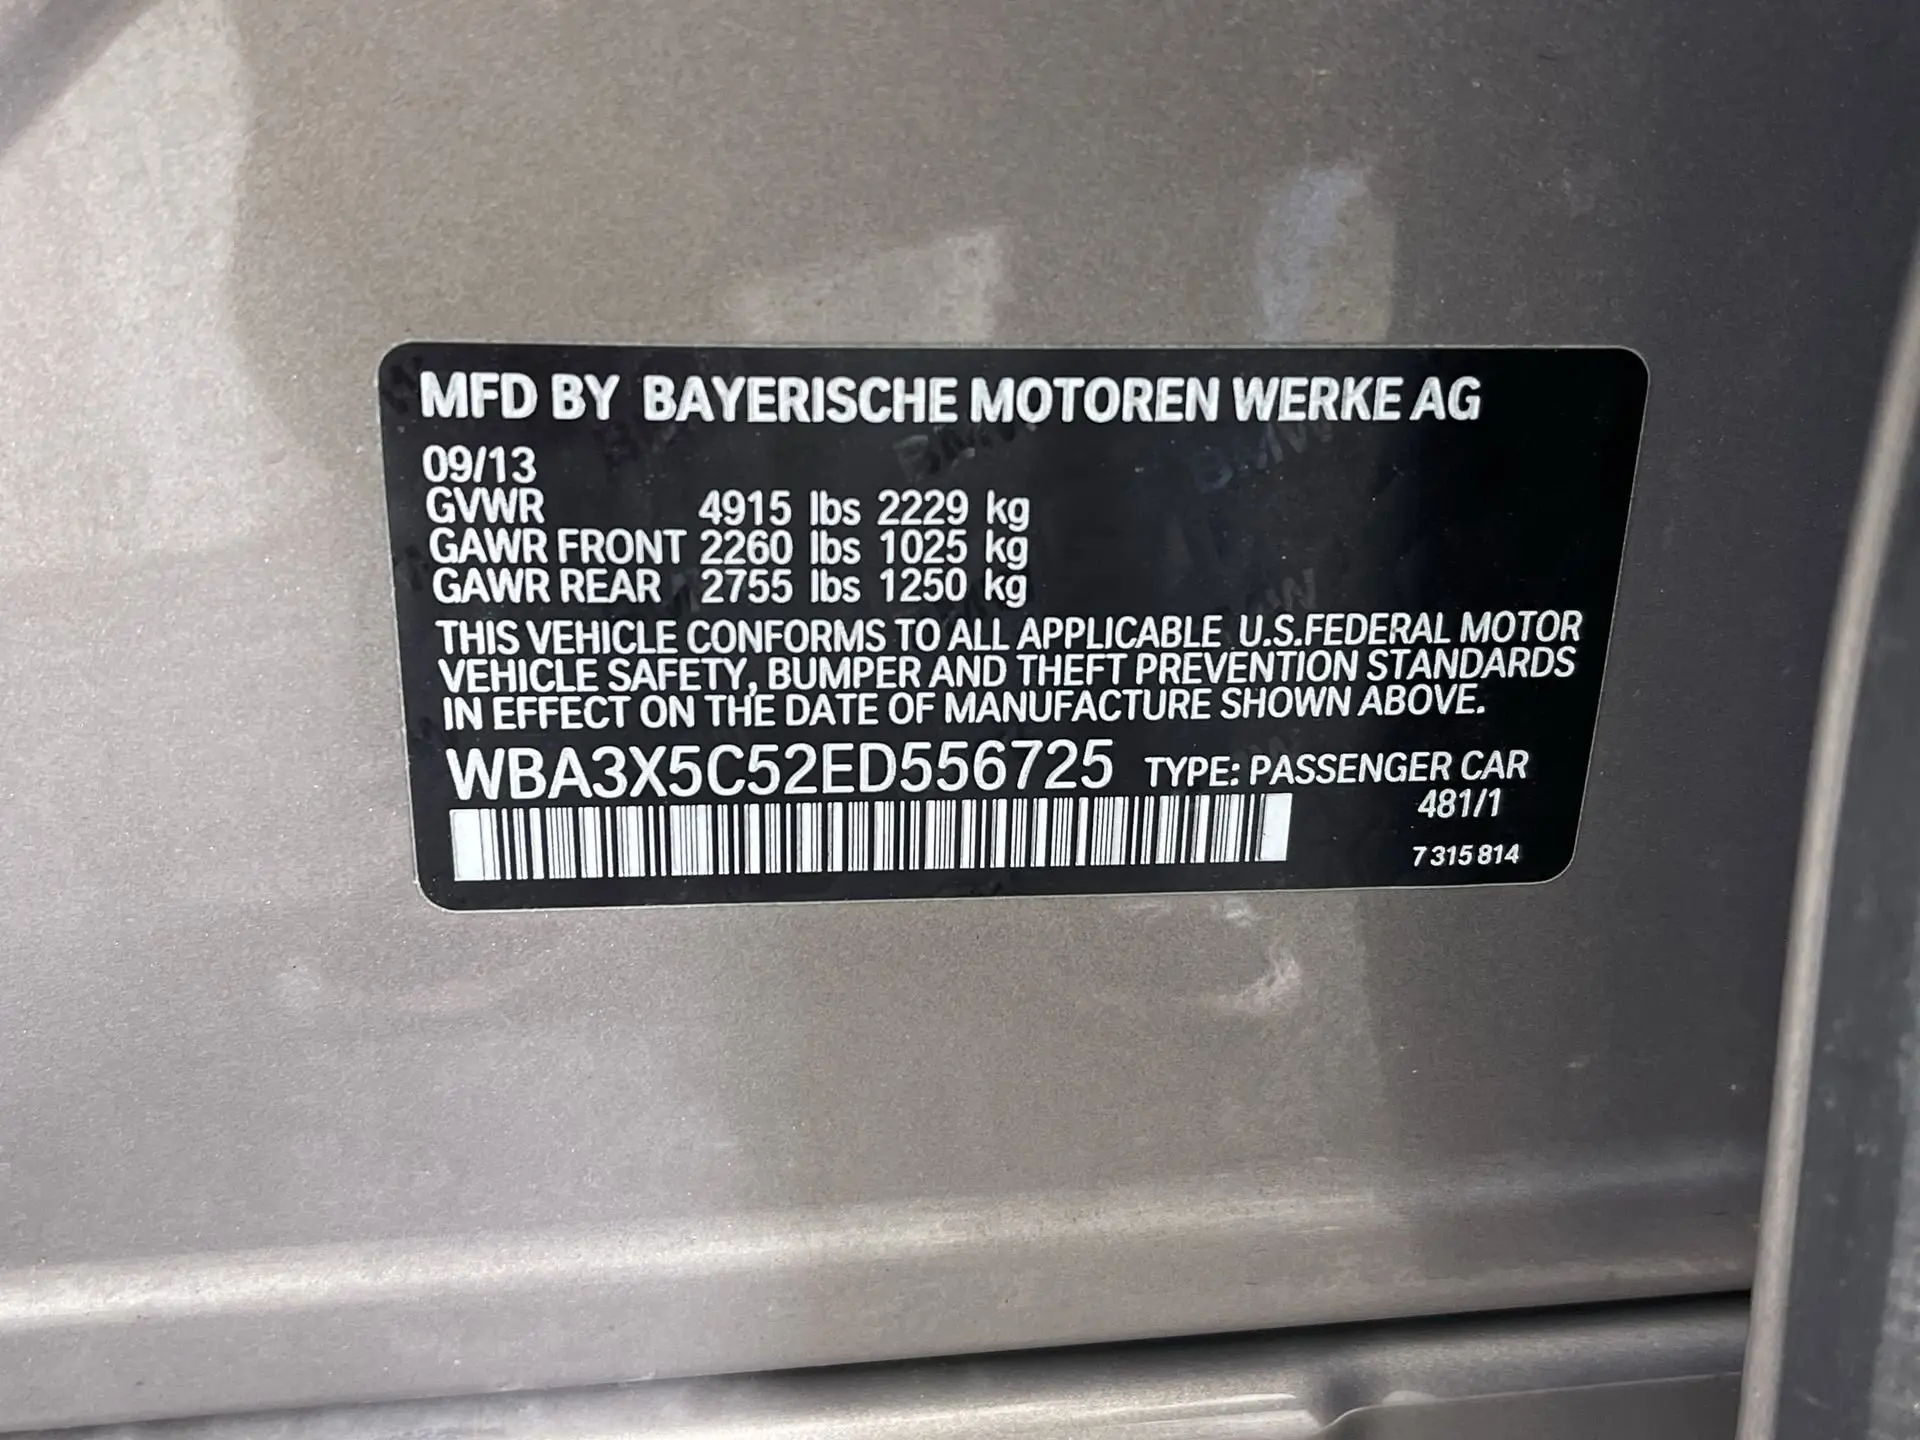 MFD BY BAYERISCHE MOTOREN WERKE AG
09/13
GVWR 4915 lbs 2229 kg
GAWR FRONT 2260 lbs 1025 kg
GAWR REAR 2755 lbs 1250 kg
THIS VEHICLE CONFORMS TO ALL APPLICABLE U.S.FEDERAL MOTOR
VEHICLE SAFETY, BUMPER AND THEFT PREVENTION STANDARDS
IN EFFECT ON THE DATE OF MANUFACTURE SHOWN ABOVE.
WBA3X5C52ED556725 TYPE: PASSENGER CAR
481/1
7 315 814